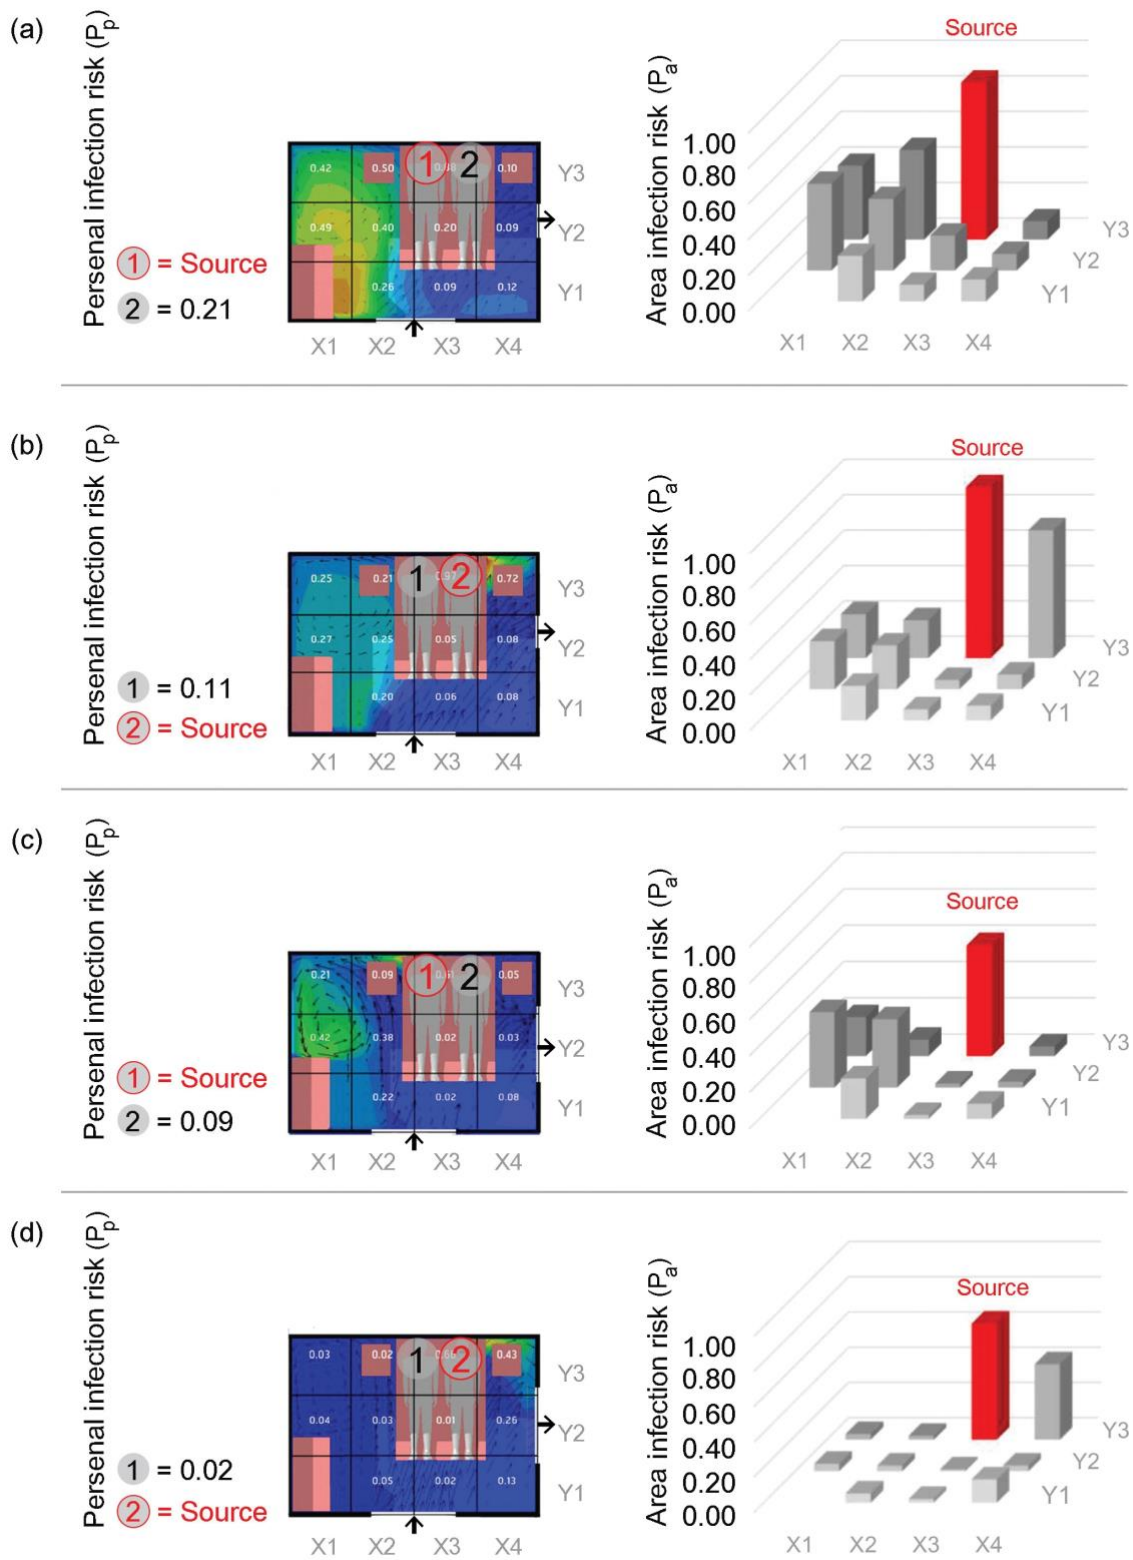 (a)
Persenal infection risk (Pp)
1 = Source
2 = 0.21
0.42 0.50 1 2 0.10 Y3
0.49 0.40 0.20 0.09 Y2
0.26 0.09 0.12 Y1
X1 X2 X3 X4
Area infection risk (Pa)
Source
1.00
0.80
0.60
0.40
0.20
0.00
Y3
Y2
Y1
X1 X2 X3 X4
(b)
Persenal infection risk (Pp)
1 = 0.11
2 = Source
0.25 0.21 1 2 0.72 Y3
0.27 0.25 0.05 0.08 Y2
0.20 0.06 0.08 Y1
X1 X2 X3 X4
Area infection risk (Pa)
Source
1.00
0.80
0.60
0.40
0.20
0.00
Y3
Y2
Y1
X1 X2 X3 X4
(c)
Persenal infection risk (Pp)
1 = Source
2 = 0.09
0.21 0.09 1 2 0.05 Y3
0.42 0.38 0.02 0.03 Y2
0.22 0.02 0.08 Y1
X1 X2 X3 X4
Area infection risk (Pa)
Source
1.00
0.80
0.60
0.40
0.20
0.00
Y3
Y2
Y1
X1 X2 X3 X4
(d)
Persenal infection risk (Pp)
1 = 0.02
2 = Source
0.03 0.02 1 2 0.43 Y3
0.04 0.03 0.01 0.26 Y2
0.05 0.02 0.13 Y1
X1 X2 X3 X4
Area infection risk (Pa)
Source
1.00
0.80
0.60
0.40
0.20
0.00
Y3
Y2
Y1
X1 X2 X3 X4